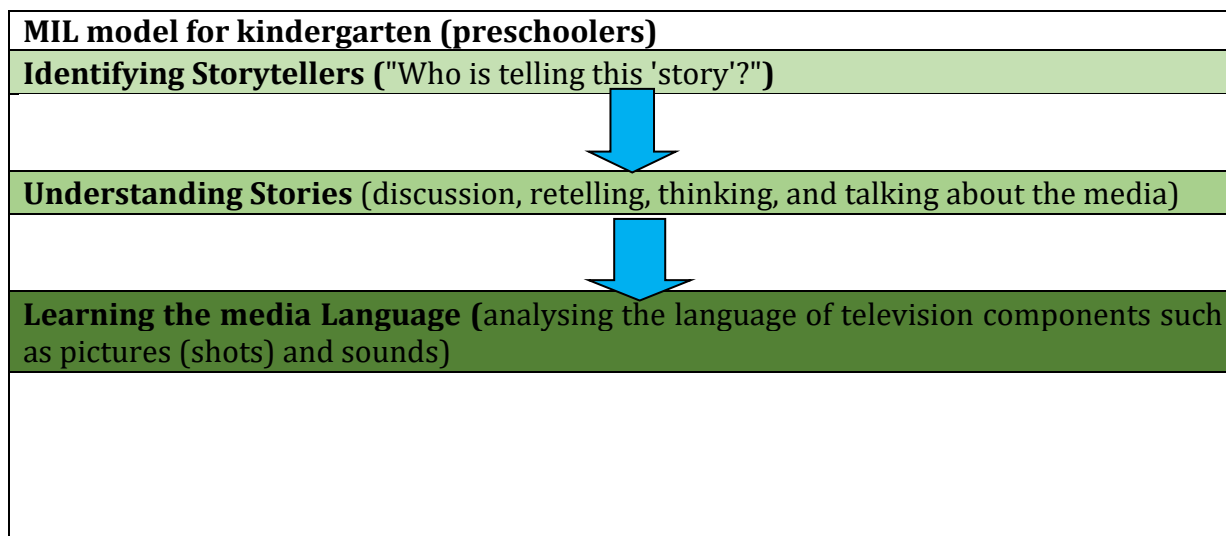 MIL model for kindergarten (preschoolers)
Identifying Storytellers ("Who is telling this 'story'?")
Understanding Stories (discussion, retelling, thinking, and talking about the media)
Learning the media Language (analysing the language of television components such
as pictures (shots) and sounds)